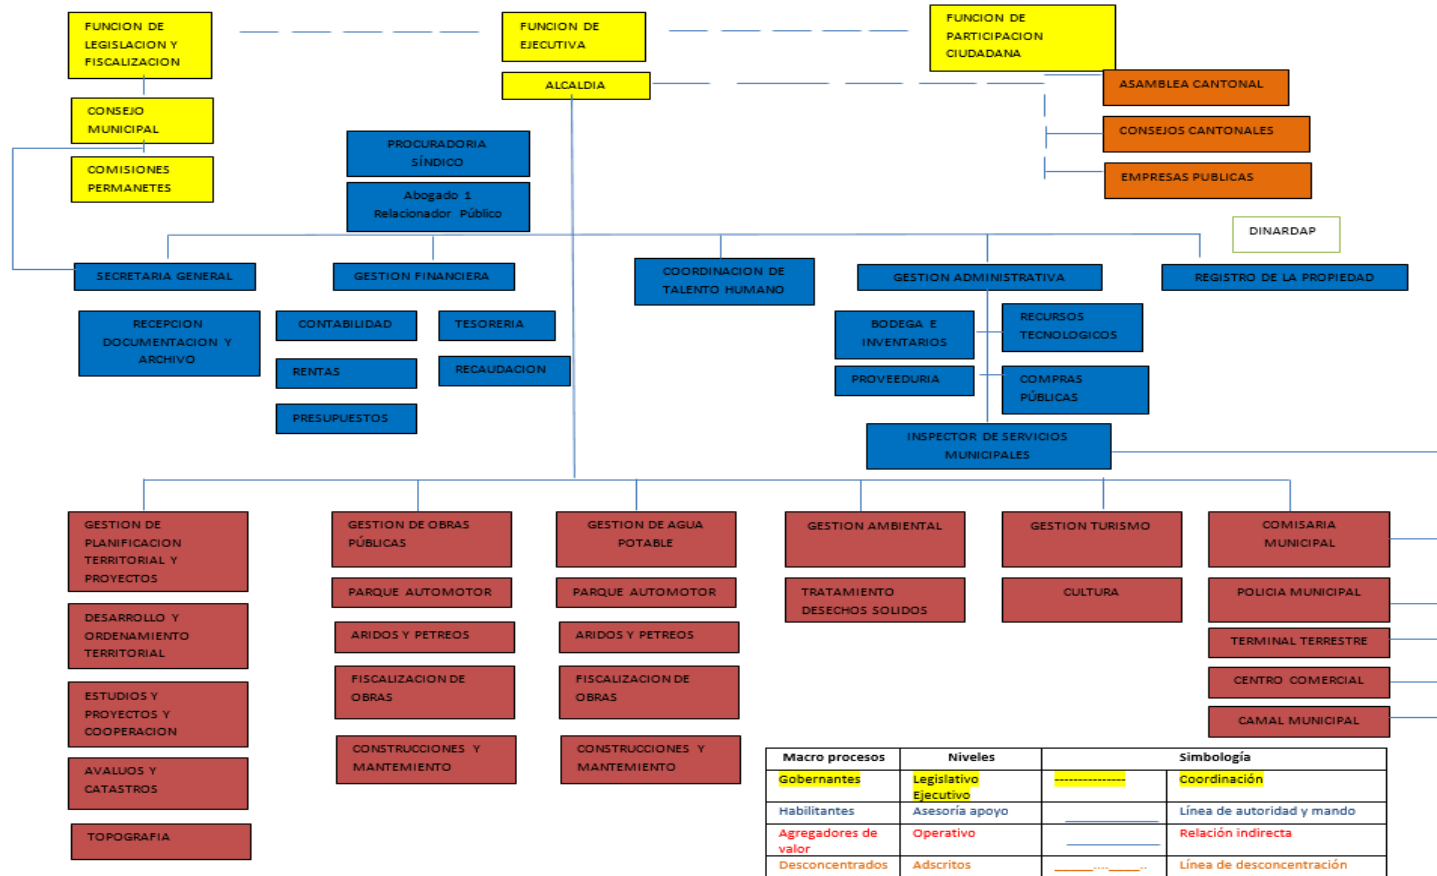 FUNCION DE
LEGISLACION Y
FISCALIZACION
FUNCION DE
EJECUTIVA
FUNCION DE
PARTICIPACION
CIUDADANA
ALCALDIA
ASAMBLEA CANTONAL
CONSEJO
MUNICIPAL
CONSEJOS CANTONALES
PROCURADORIA
SÍNDICO
COMISIONES
PERMANETES
EMPRESAS PUBLICAS
Abogado 1
Relacionador Público
DINARDAP
SECRETARIA GENERAL
GESTION FINANCIERA
COORDINACION DE
TALENTO HUMANO
GESTION ADMINISTRATIVA
REGISTRO DE LA PROPIEDAD
RECEPCION
DOCUMENTACION Y
ARCHIVO
CONTABILIDAD
TESORERIA
BODEGA E
INVENTARIOS
RECURSOS
TECNOLOGICOS
RENTAS
RECAUDACION
PROVEEDURIA
COMPRAS
PÚBLICAS
PRESUPUESTOS
INSPECTOR DE SERVICIOS
MUNICIPALES
GESTION DE
PLANIFICACION
TERRITORIAL Y
PROYECTOS
GESTION DE OBRAS
PÚBLICAS
GESTION DE AGUA
POTABLE
GESTION AMBIENTAL
GESTION TURISMO
COMISARIA
MUNICIPAL
PARQUE AUTOMOTOR
PARQUE AUTOMOTOR
TRATAMIENTO
DESECHOS SOLIDOS
CULTURA
POLICIA MUNICIPAL
DESARROLLO Y
ORDENAMIENTO
TERRITORIAL
ARIDOS Y PETREOS
ARIDOS Y PETREOS
TERMINAL TERRESTRE
ESTUDIOS Y
PROYECTOS Y
COOPERACION
FISCALIZACION DE
OBRAS
FISCALIZACION DE
OBRAS
CENTRO COMERCIAL
CAMAL MUNICIPAL
CONSTRUCCIONES Y
MANTEMIENTO
CONSTRUCCIONES Y
MANTEMIENTO
AVALUOS Y
CATASTROS
TOPOGRAFIA
Macro procesos Niveles Simbología
Gobernantes Legislativo
Ejecutivo --------------- Coordinación
Habilitantes Asesoría apoyo Línea de autoridad y mando
Agregadores de
valor Operativo Relación indirecta
Desconcentrados Adscritos ______....._____.. Línea de desconcentración